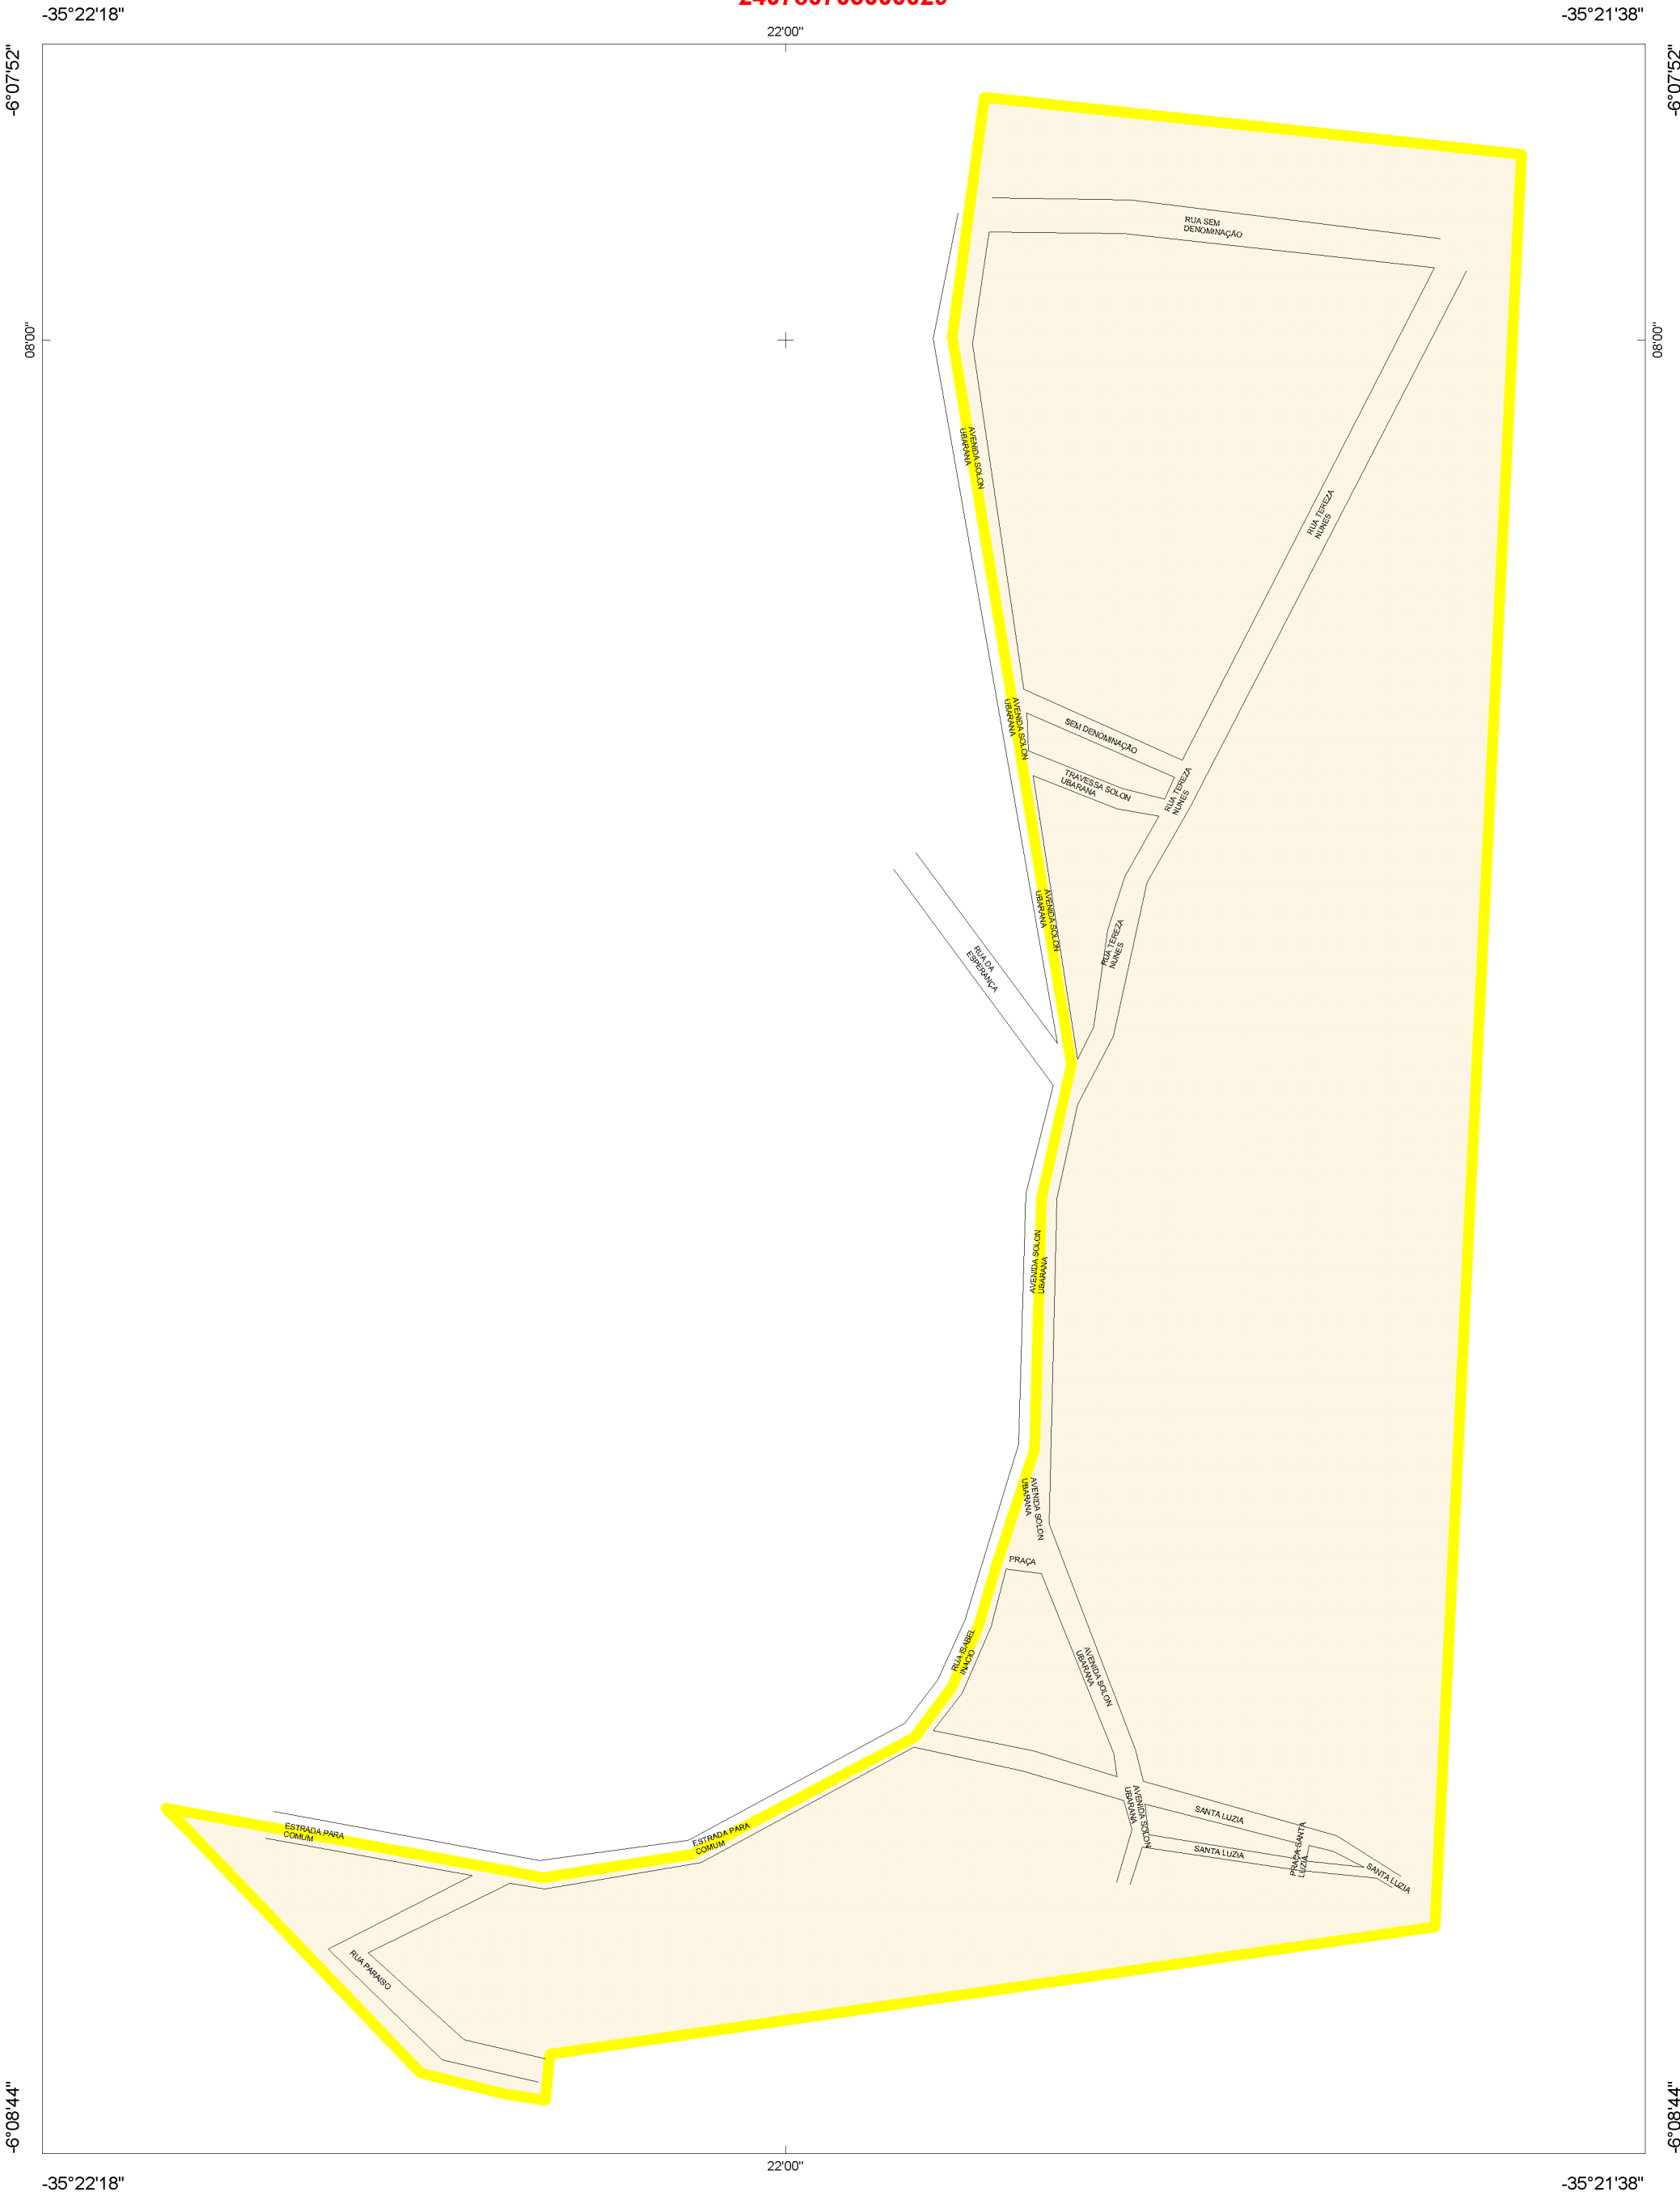 -35°22'18"
-35°21'38"
22'00"
-6°07'52"
-6°07'52"
RUA SEM
DENOMINAÇÃO
08'00"
08'00"
AVENIDA SOLON
UBARANA
RUA TEREZA
NUNES
AVENIDA SOLON
UBARANA
SEM DENOMINAÇÃO
TRAVESSA SOLON
UBARANA
RUA TEREZA
NUNES
AVENIDA SOLON
UBARANA
RUA TEREZA
NUNES
RUA DA
ESPERANÇA
AVENIDA SOLON
UBARANA
AVENIDA SOLON
UBARANA
PRAÇA
RUA ISABEL
INACIO
AVENIDA SOLON
UBARANA
AVENIDA SOLON
UBARANA
SANTA LUZIA
ESTRADA PARA
COMUM
ESTRADA PARA
COMUM
SANTA LUZIA
PRAÇA SANTA
LUZIA
SANTA LUZIA
RUA PARAISO
-6°08'44"
-6°08'44"
22'00"
-35°22'18"
-35°21'38"